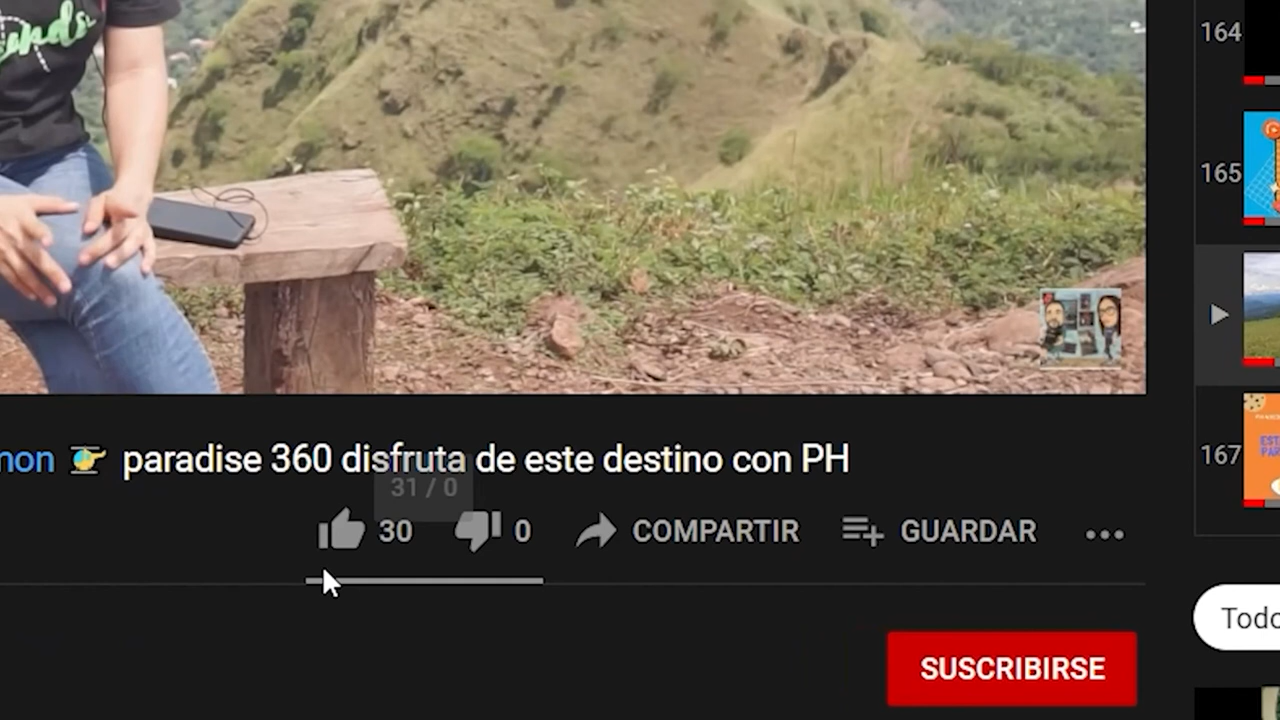 164
165
mon paradise 360 disfruta de este destino con PH
31 / 0
30 0 COMPARTIR GUARDAR
167
Todo
SUSCRIBIRSE